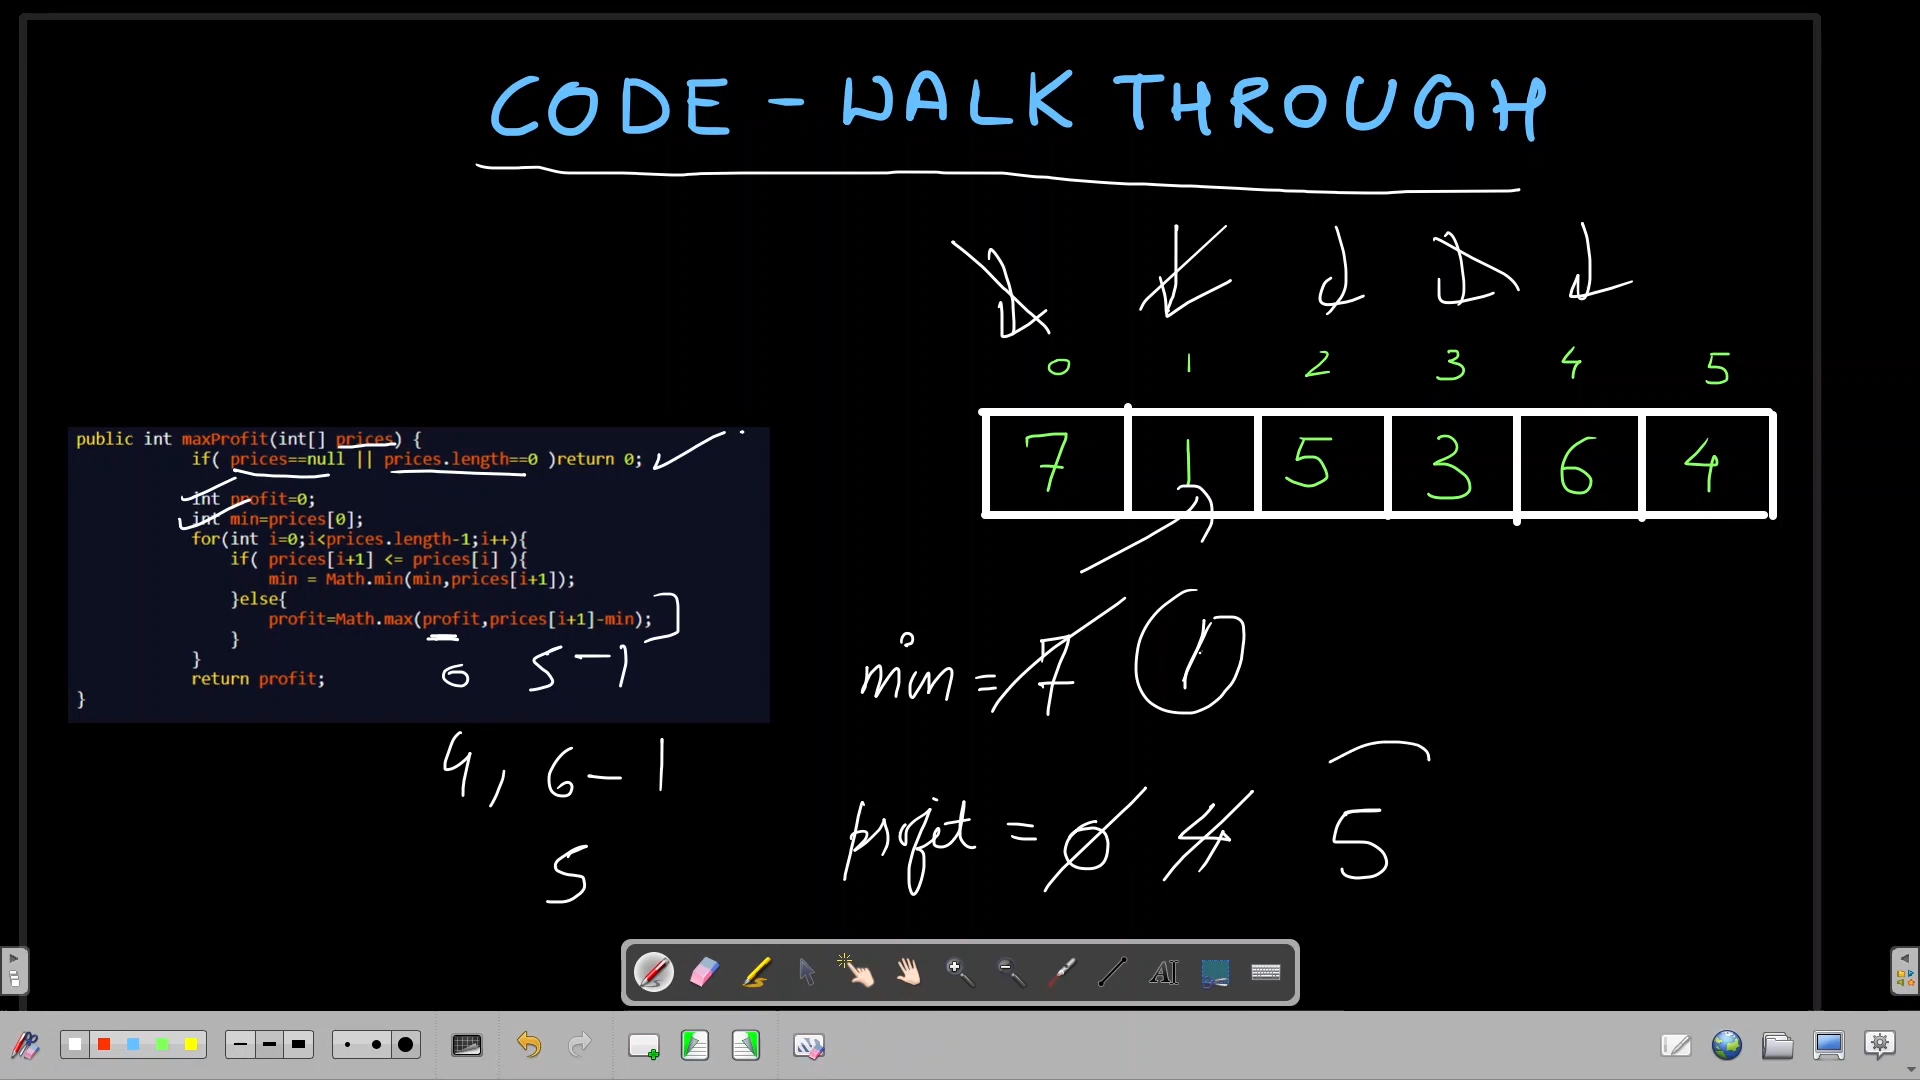 CODE - WALK THROUGH
0 1 2 3 4 5
7 1 5 3 6 4
public int maxProfit(int[] prices) {
if( prices==null || prices.length==0 )return 0;
int profit=0;
int min=prices[0];
for(int i=0;i<prices.length-1;i++){
if( prices[i+1] <= prices[i] ){
min = Math.min(min,prices[i+1]);
}else{
profit=Math.max(profit,prices[i+1]-min);
}
}
return profit;
}
0 5-1
4, 6-1
5
min = 7 1
profit = 0 4 5
AI